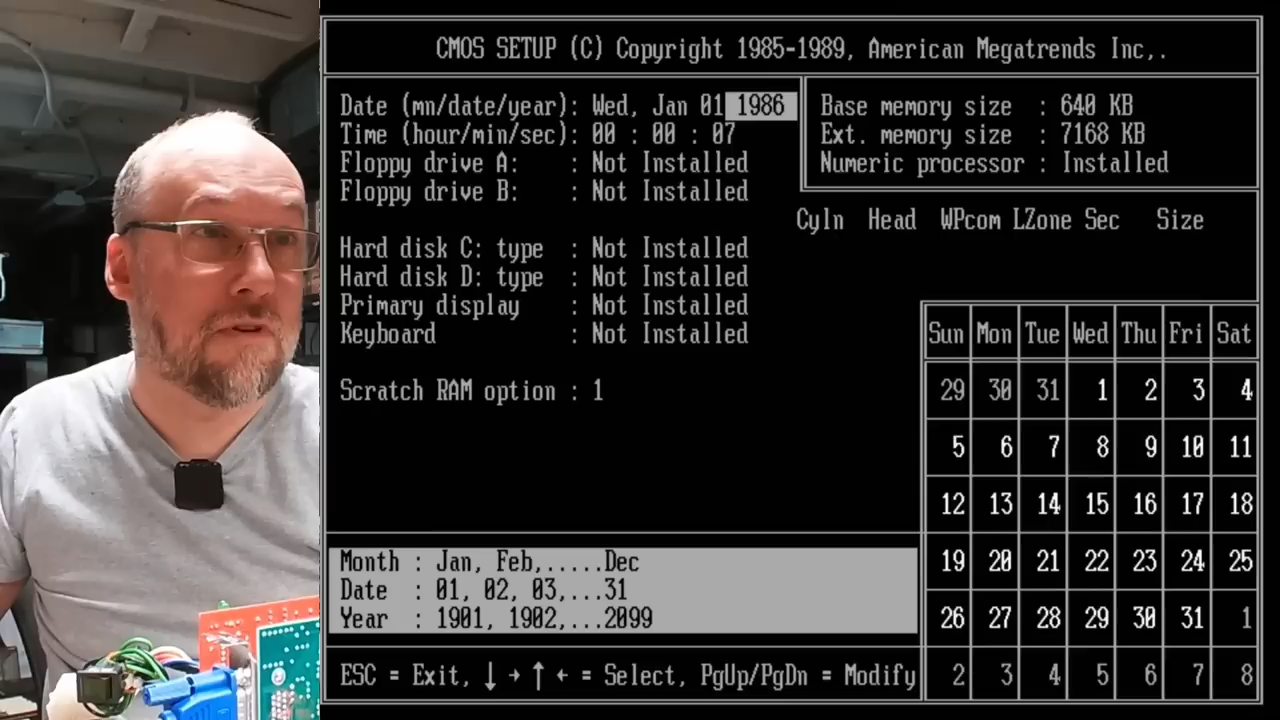 CMOS SETUP (C) Copyright 1985-1989, American Megatrends Inc,.
Date (mn/date/year): Wed, Jan 01 1986
Time (hour/min/sec): 00 : 00 : 07
Floppy drive A: : Not Installed
Floppy drive B: : Not Installed
Hard disk C: type : Not Installed
Hard disk D: type : Not Installed
Primary display : Not Installed
Keyboard : Not Installed
Scratch RAM option : 1
Base memory size : 640 KB
Ext. memory size : 7168 KB
Numeric processor : Installed
Cyln Head WPcom LZone Sec Size
Sun Mon Tue Wed Thu Fri Sat
29 30 31 1 2 3 4
5 6 7 8 9 10 11
12 13 14 15 16 17 18
19 20 21 22 23 24 25
26 27 28 29 30 31 1
2 3 4 5 6 7 8
Month : Jan, Feb,.....Dec
Date : 01, 02, 03,...31
Year : 1901, 1902,...2099
ESC = Exit, ↓ → ↑ ← = Select, PgUp/PgDn = Modify